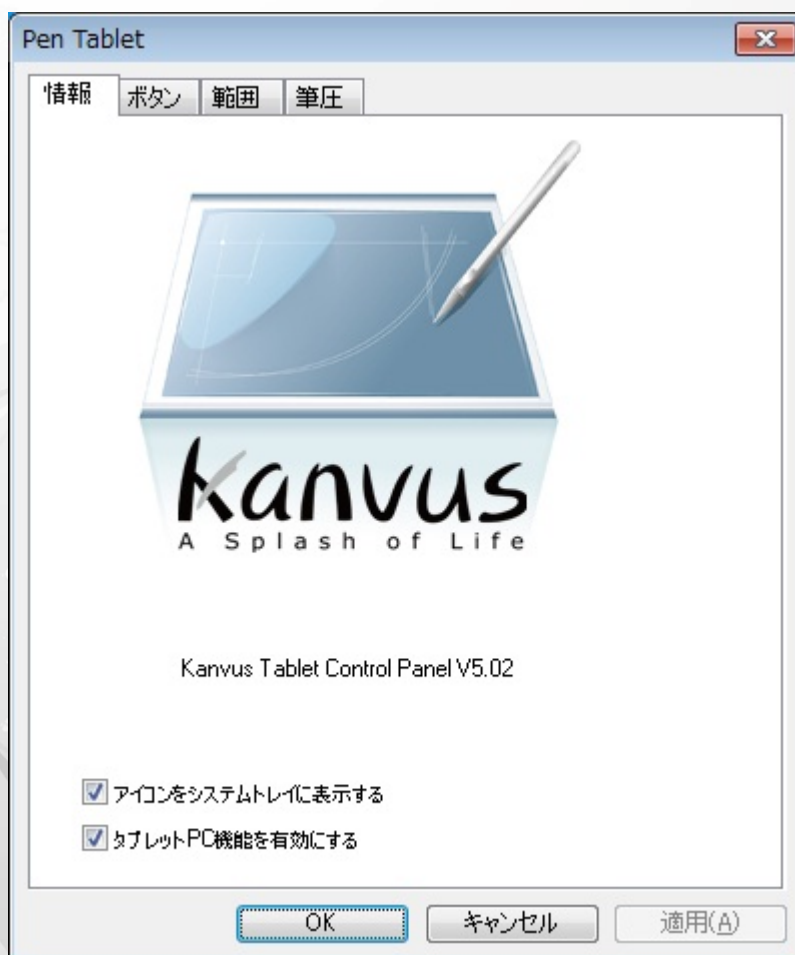 Pen Tablet
情報 ボタン 範囲 筆圧
Kanvus
A Splash of Life
Kanvus Tablet Control Panel V5.02
アイコンをシステムトレイに表示する
タブレットPC機能を有効にする
OK キャンセル 適用(A)